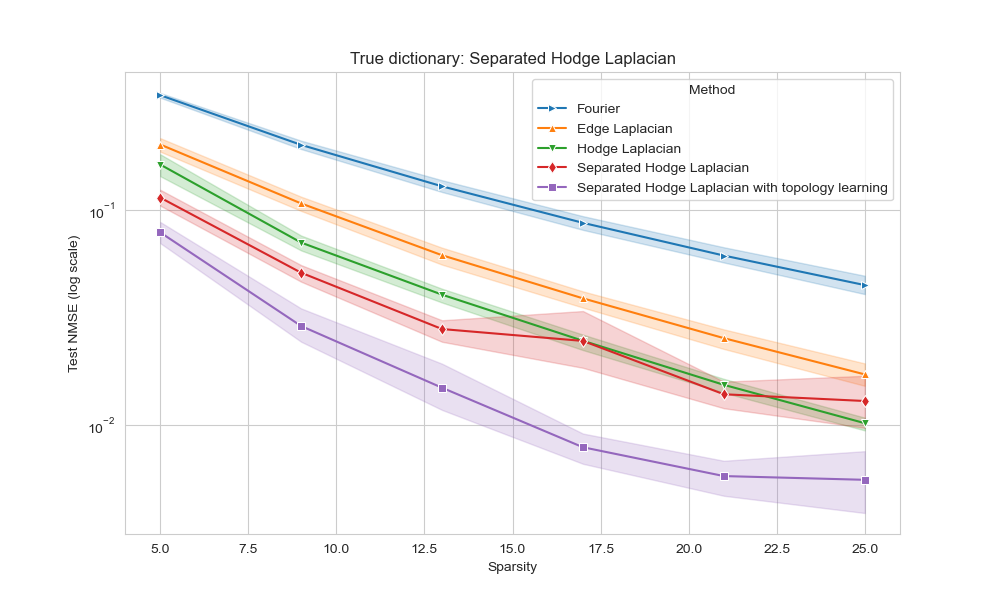 True dictionary: Separated Hodge Laplacian
Method
Fourier
Edge Laplacian
Hodge Laplacian
Separated Hodge Laplacian
Separated Hodge Laplacian with topology learning
Test NMSE (log scale)
10⁻¹
10⁻²
5.0 7.5 10.0 12.5 15.0 17.5 20.0 22.5 25.0
Sparsity